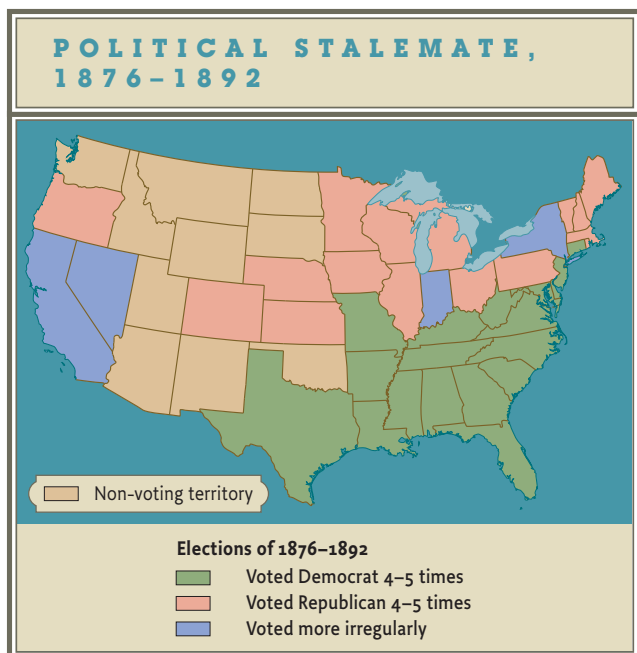 POLITICAL STALEMATE,
1876–1892
Non-voting territory
Elections of 1876–1892
Voted Democrat 4–5 times
Voted Republican 4–5 times
Voted more irregularly